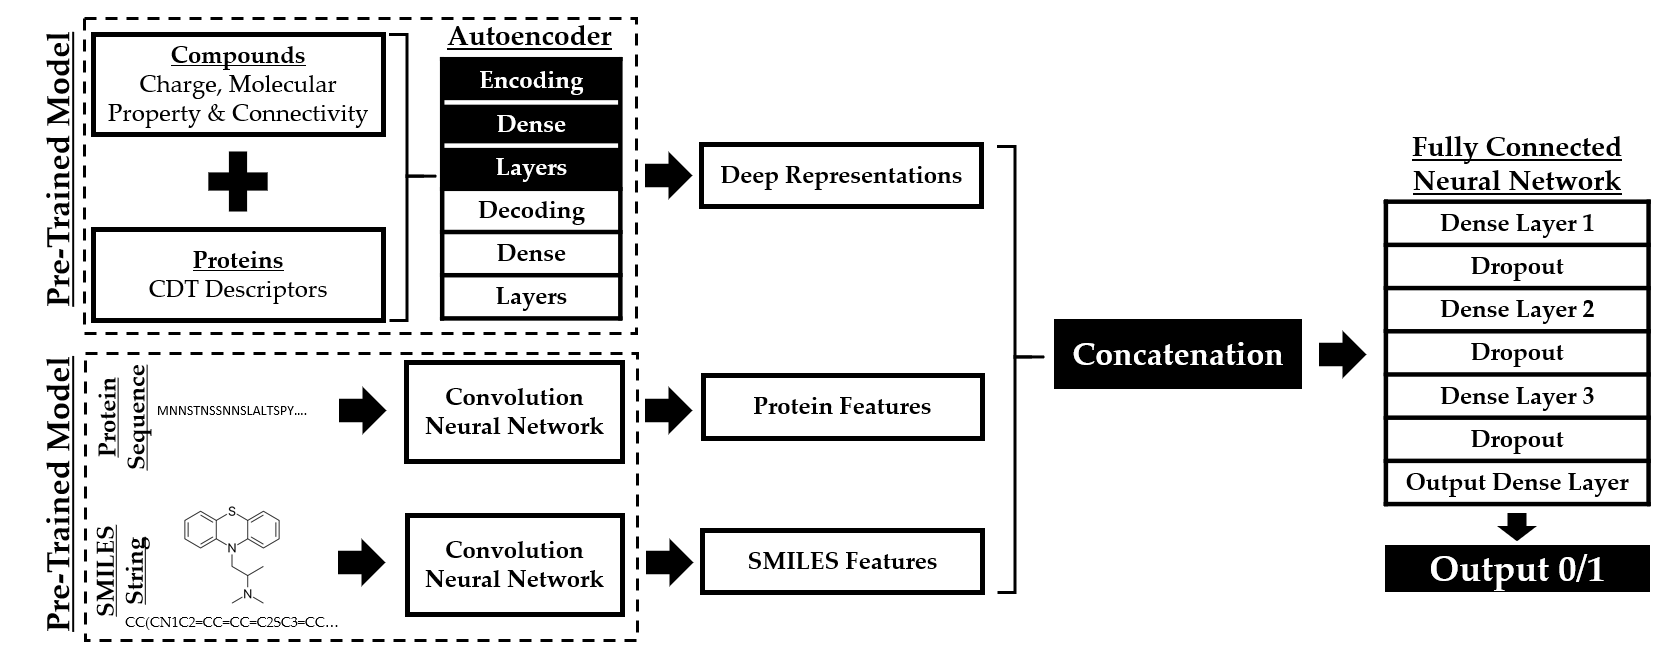 Pre-Trained Model
Compounds
Charge, Molecular
Property & Connectivity
Proteins
CDT Descriptors
Autoencoder
Encoding
Dense
Layers
Decoding
Dense
Layers
Deep Representations
Pre-Trained Model
Protein
Sequence
MNNSTNSSNNSLALTSPY....
Convolution
Neural Network
Protein Features
SMILES
String
S
N
N
CC(CN1C2=CC=CC=C2SC3=CC...
Convolution
Neural Network
SMILES Features
Concatenation
Fully Connected
Neural Network
Dense Layer 1
Dropout
Dense Layer 2
Dropout
Dense Layer 3
Dropout
Output Dense Layer
Output 0/1